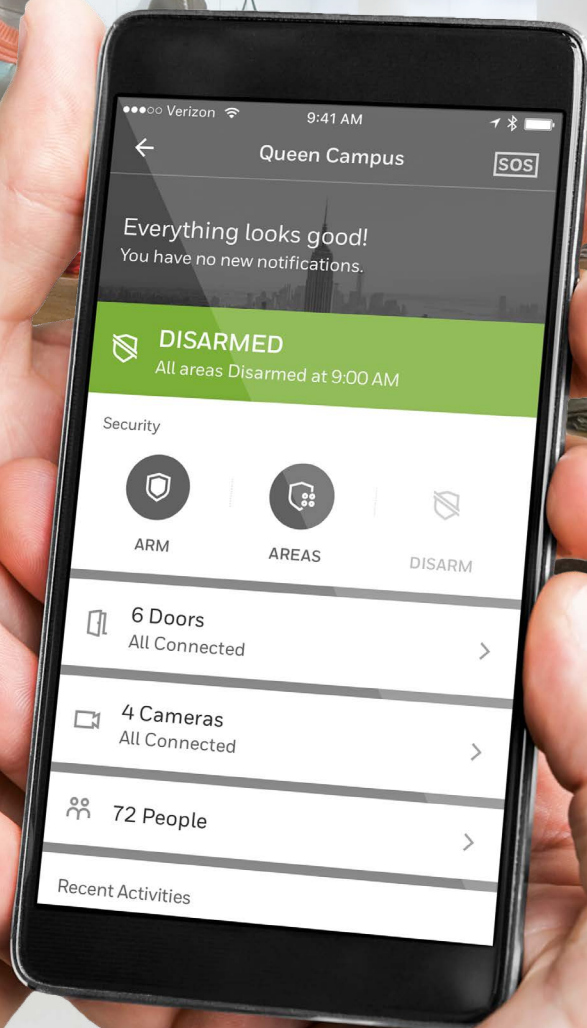 Verizon 9:41 AM
Queen Campus SOS
Everything looks good!
You have no new notifications.
DISARMED
All areas Disarmed at 9:00 AM
Security
ARM AREAS DISARM
6 Doors
All Connected
4 Cameras
All Connected
72 People
Recent Activities